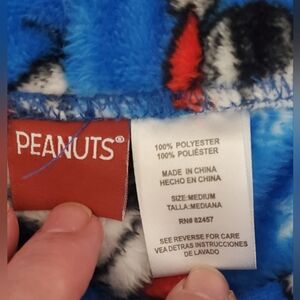 PEANUTS®
100% POLYESTER
100% POLIÉSTER
MADE IN CHINA
HECHO EN CHINA
SIZE:MEDIUM
TALLA:MEDIANA
RN# 82457
SEE REVERSE FOR CARE
VEA DETRAS INSTRUCCIONES
DE LAVADO